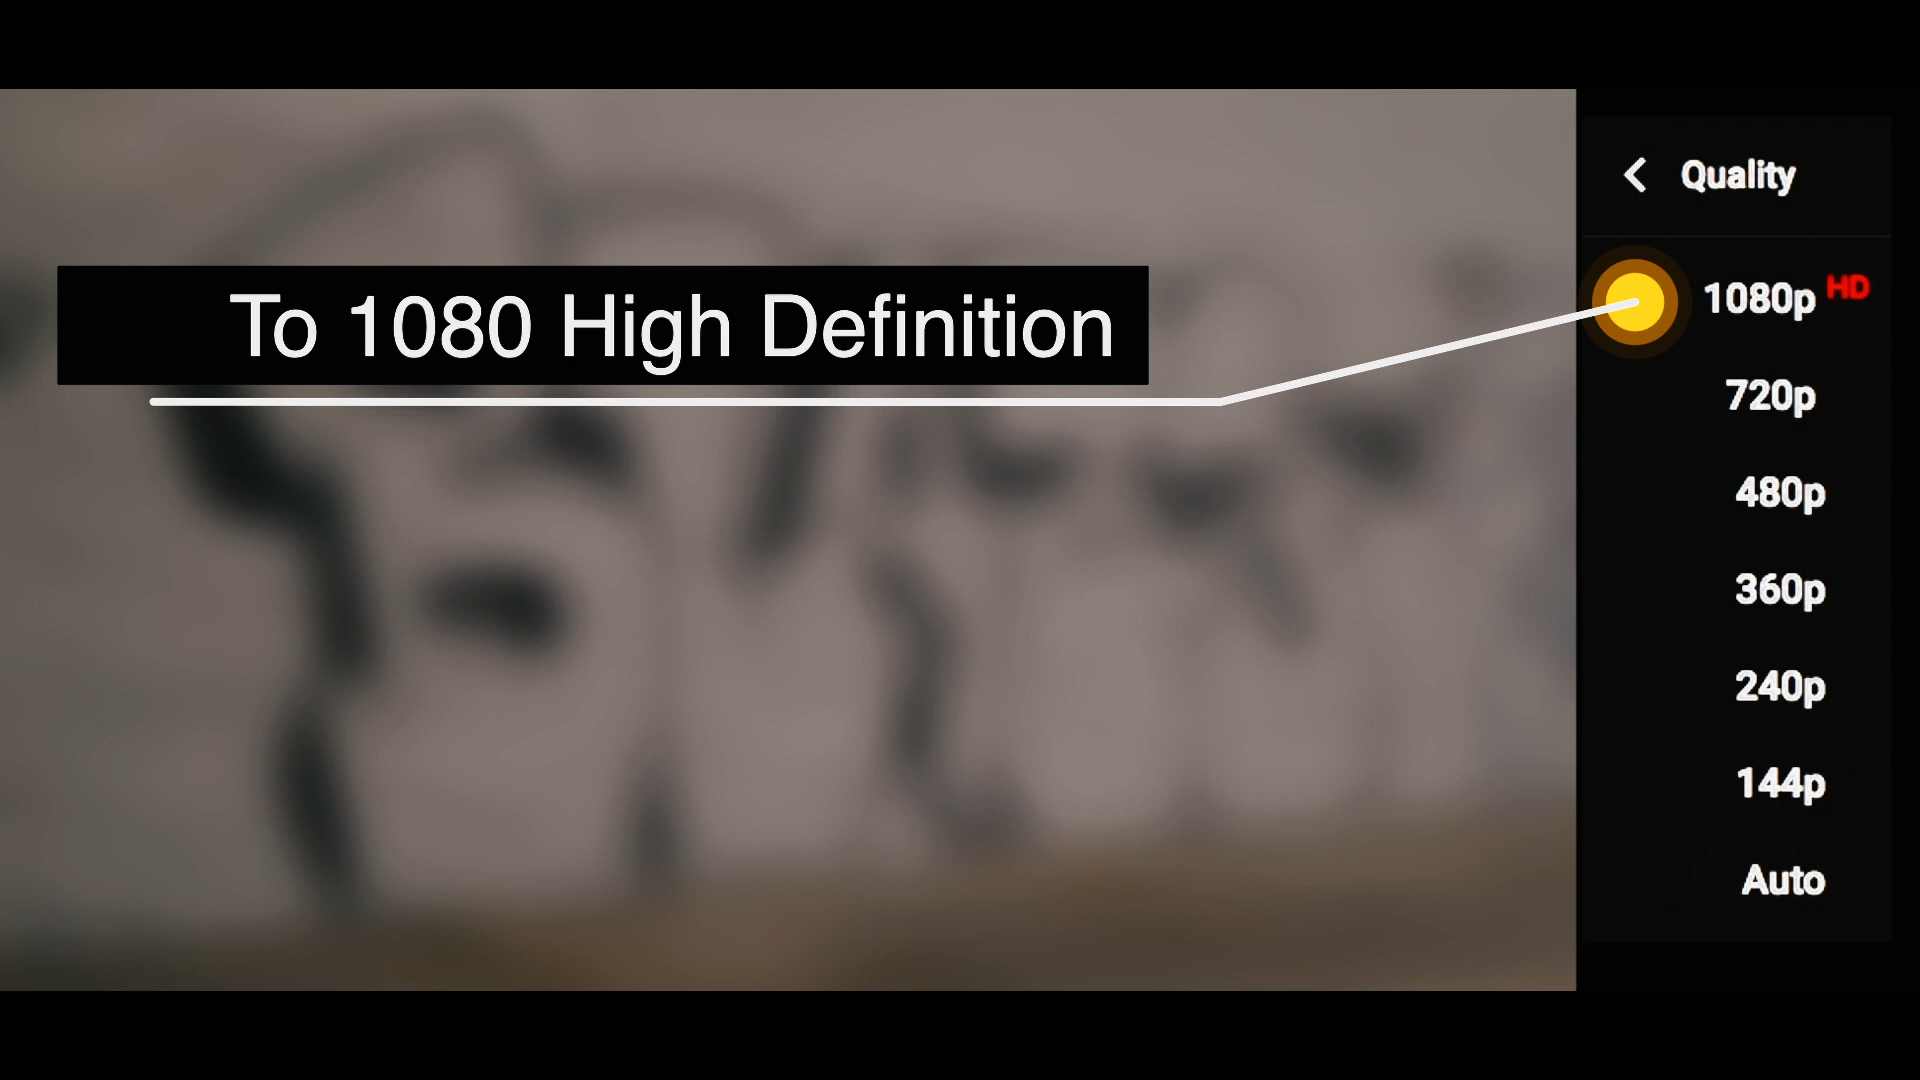 To 1080 High Definition
Quality
1080p HD
720p
480p
360p
240p
144p
Auto